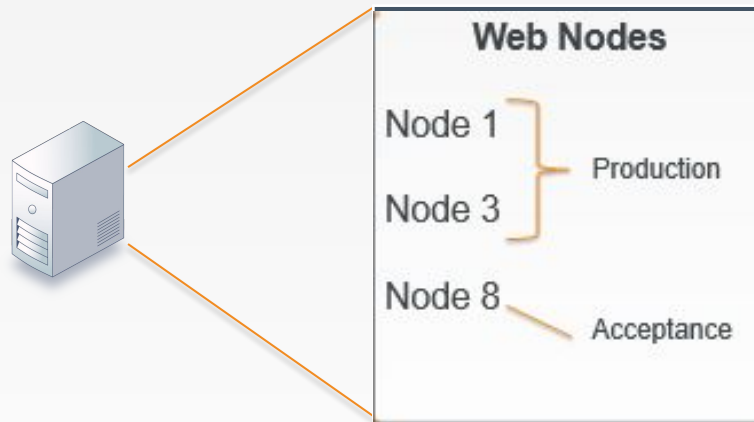 Web Nodes
Node 1
Production
Node 3
Node 8
Acceptance